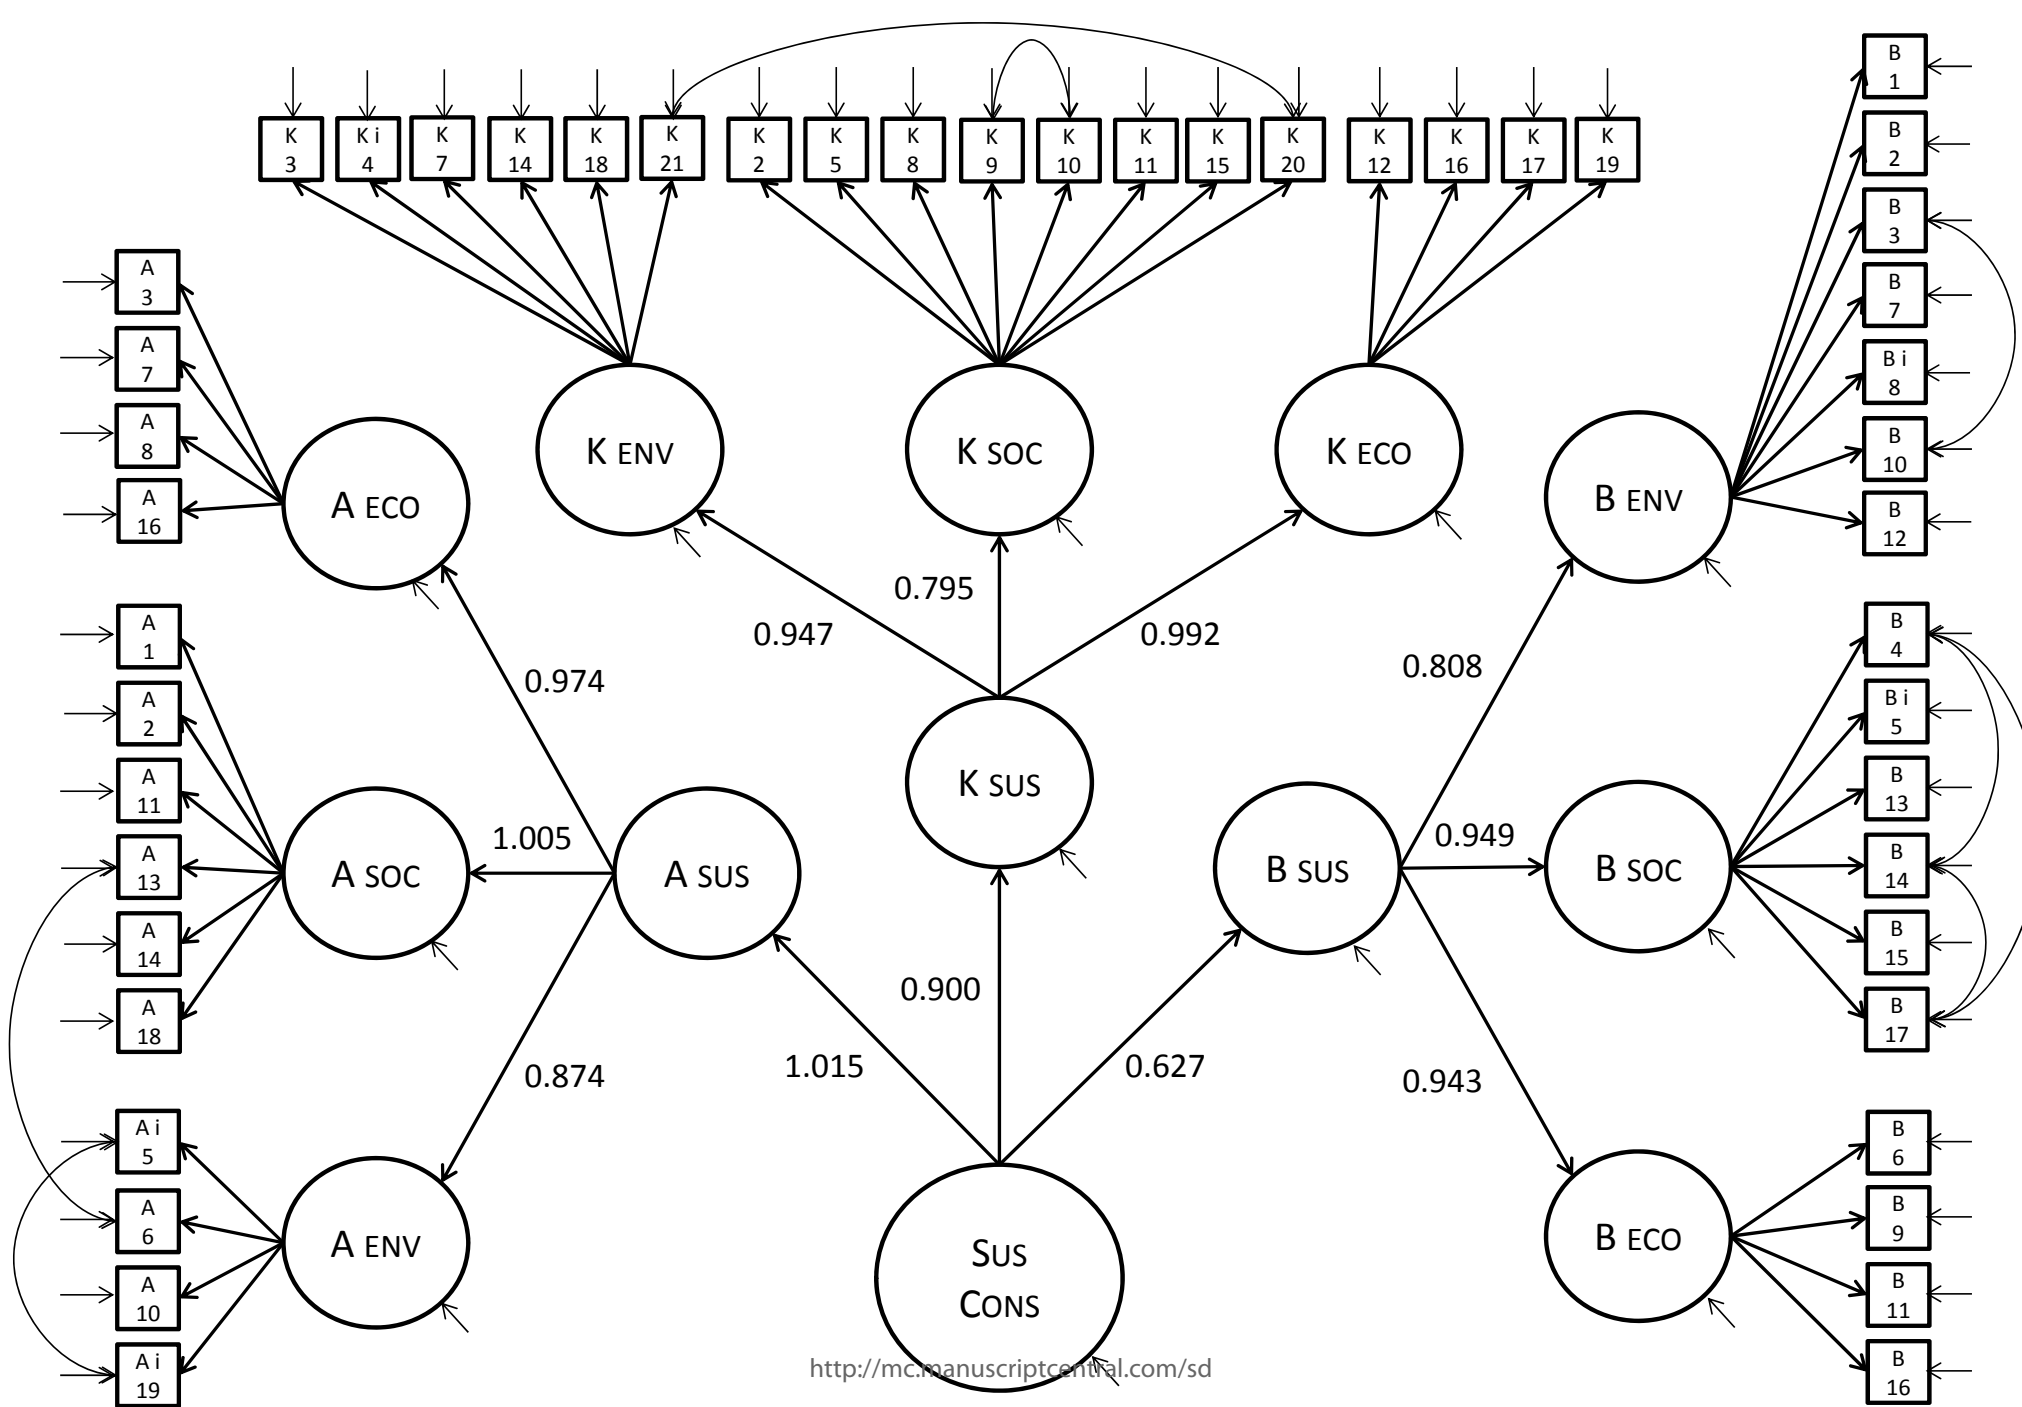 K
3
K i
4
K
7
K
14
K
18
K
21
K
2
K
5
K
8
K
9
K
10
K
11
K
15
K
20
K
12
K
16
K
17
K
19
A
3
A
7
A
8
A
16
A ECO
K ENV
K SOC
K ECO
B ENV
B
1
B
2
B
3
B
7
B i
8
B
10
B
12
0.974
0.947
0.795
0.992
0.808
A
1
A
2
A
11
A
13
A
14
A
18
A SOC
1.005
A SUS
K SUS
B SUS
0.949
B SOC
B
4
B i
5
B
13
B
14
B
15
B
17
0.874
1.015
0.900
0.627
0.943
A i
5
A
6
A
10
A i
19
A ENV
SUS
CONS
B ECO
B
6
B
9
B
11
B
16
http://mc.manuscriptcentral.com/sd